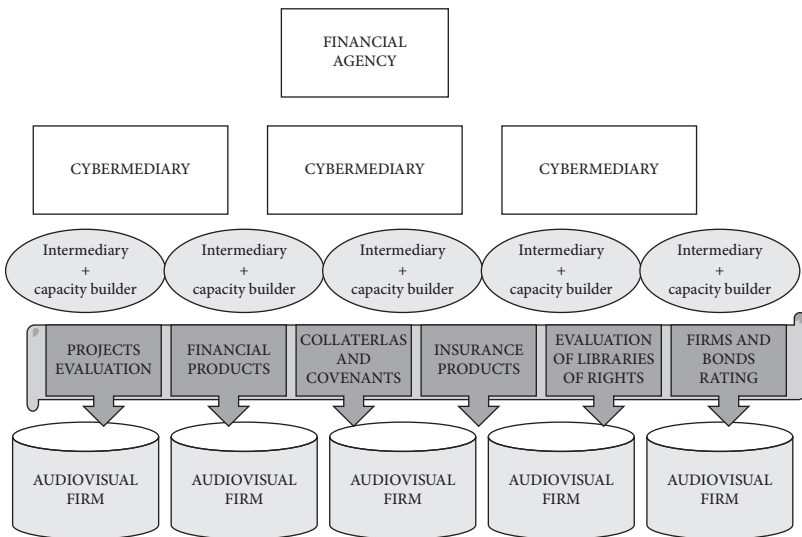 FINANCIAL
AGENCY
CYBERMEDIARY
CYBERMEDIARY
CYBERMEDIARY
Intermediary
+
capacity builder
Intermediary
+
capacity builder
Intermediary
+
capacity builder
Intermediary
+
capacity builder
Intermediary
+
capacity builder
PROJECTS
EVALUATION
FINANCIAL
PRODUCTS
COLLATERLAS
AND
COVENANTS
INSURANCE
PRODUCTS
EVALUATION
OF LIBRARIES
OF RIGHTS
FIRMS AND
BONDS
RATING
AUDIOVISUAL
FIRM
AUDIOVISUAL
FIRM
AUDIOVISUAL
FIRM
AUDIOVISUAL
FIRM
AUDIOVISUAL
FIRM